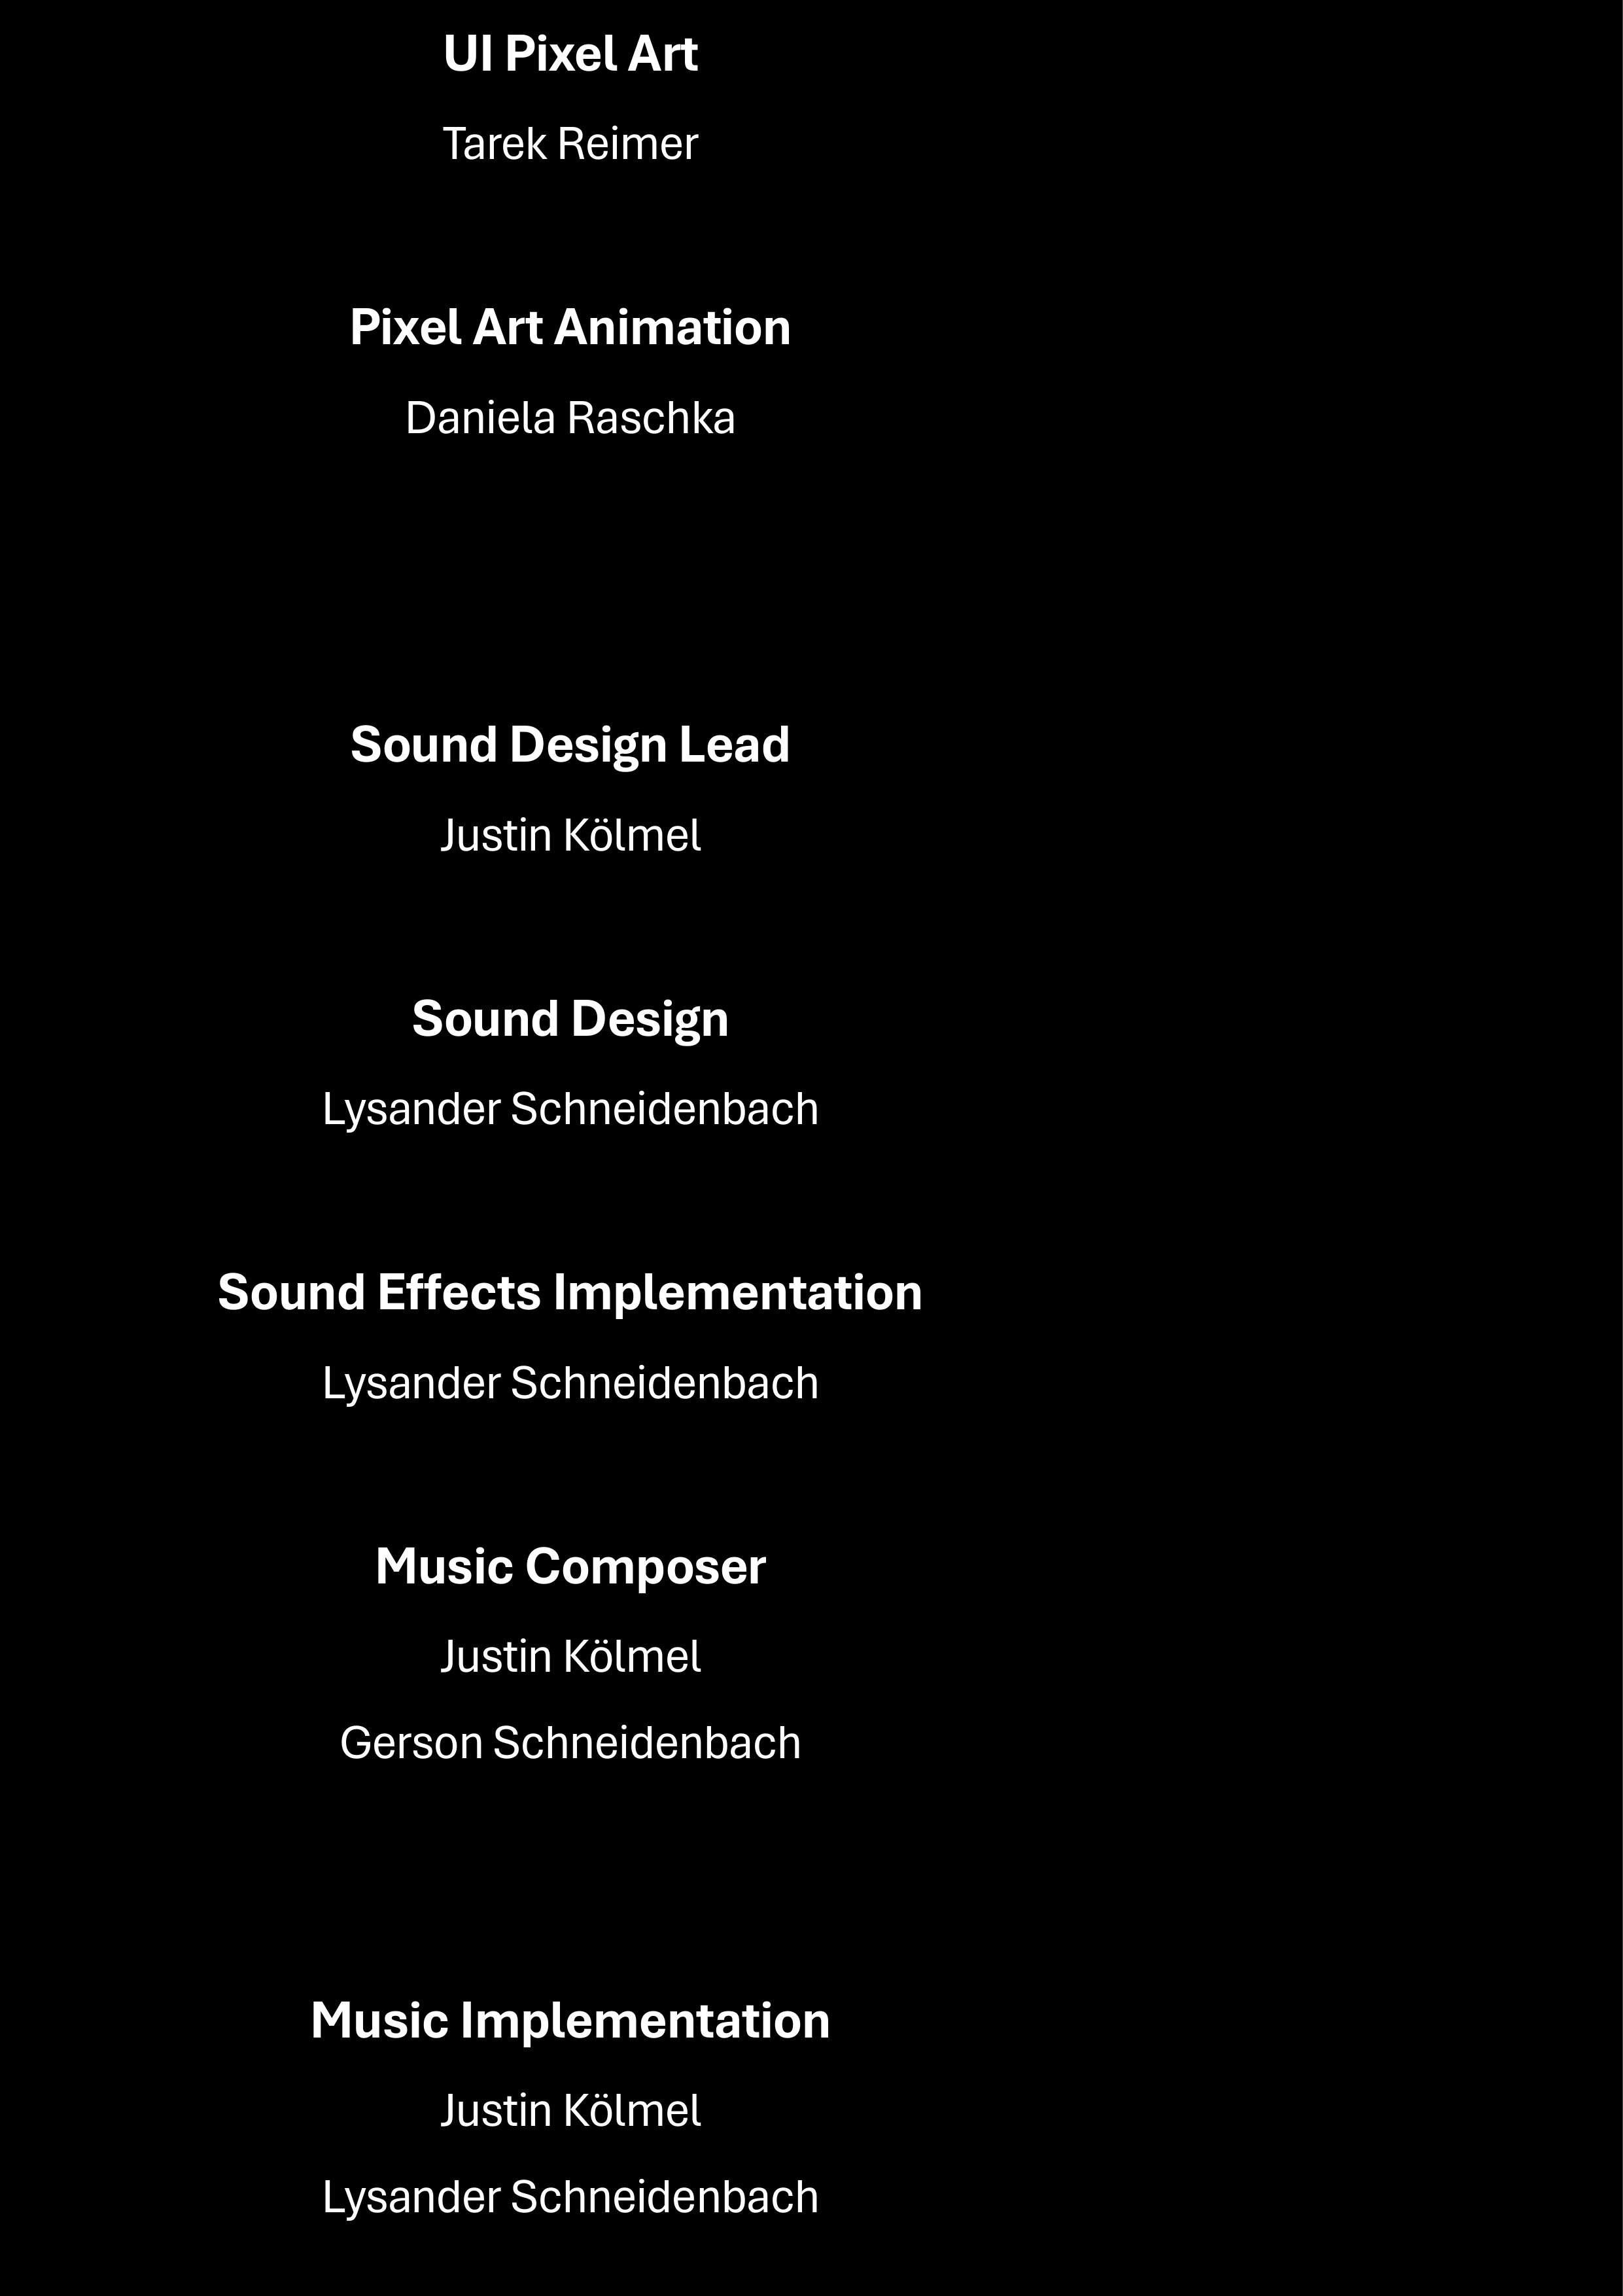 UI Pixel Art
Tarek Reimer
Pixel Art Animation
Daniela Raschka
Sound Design Lead
Justin Kölmel
Sound Design
Lysander Schneidenbach
Sound Effects Implementation
Lysander Schneidenbach
Music Composer
Justin Kölmel
Gerson Schneidenbach
Music Implementation
Justin Kölmel
Lysander Schneidenbach